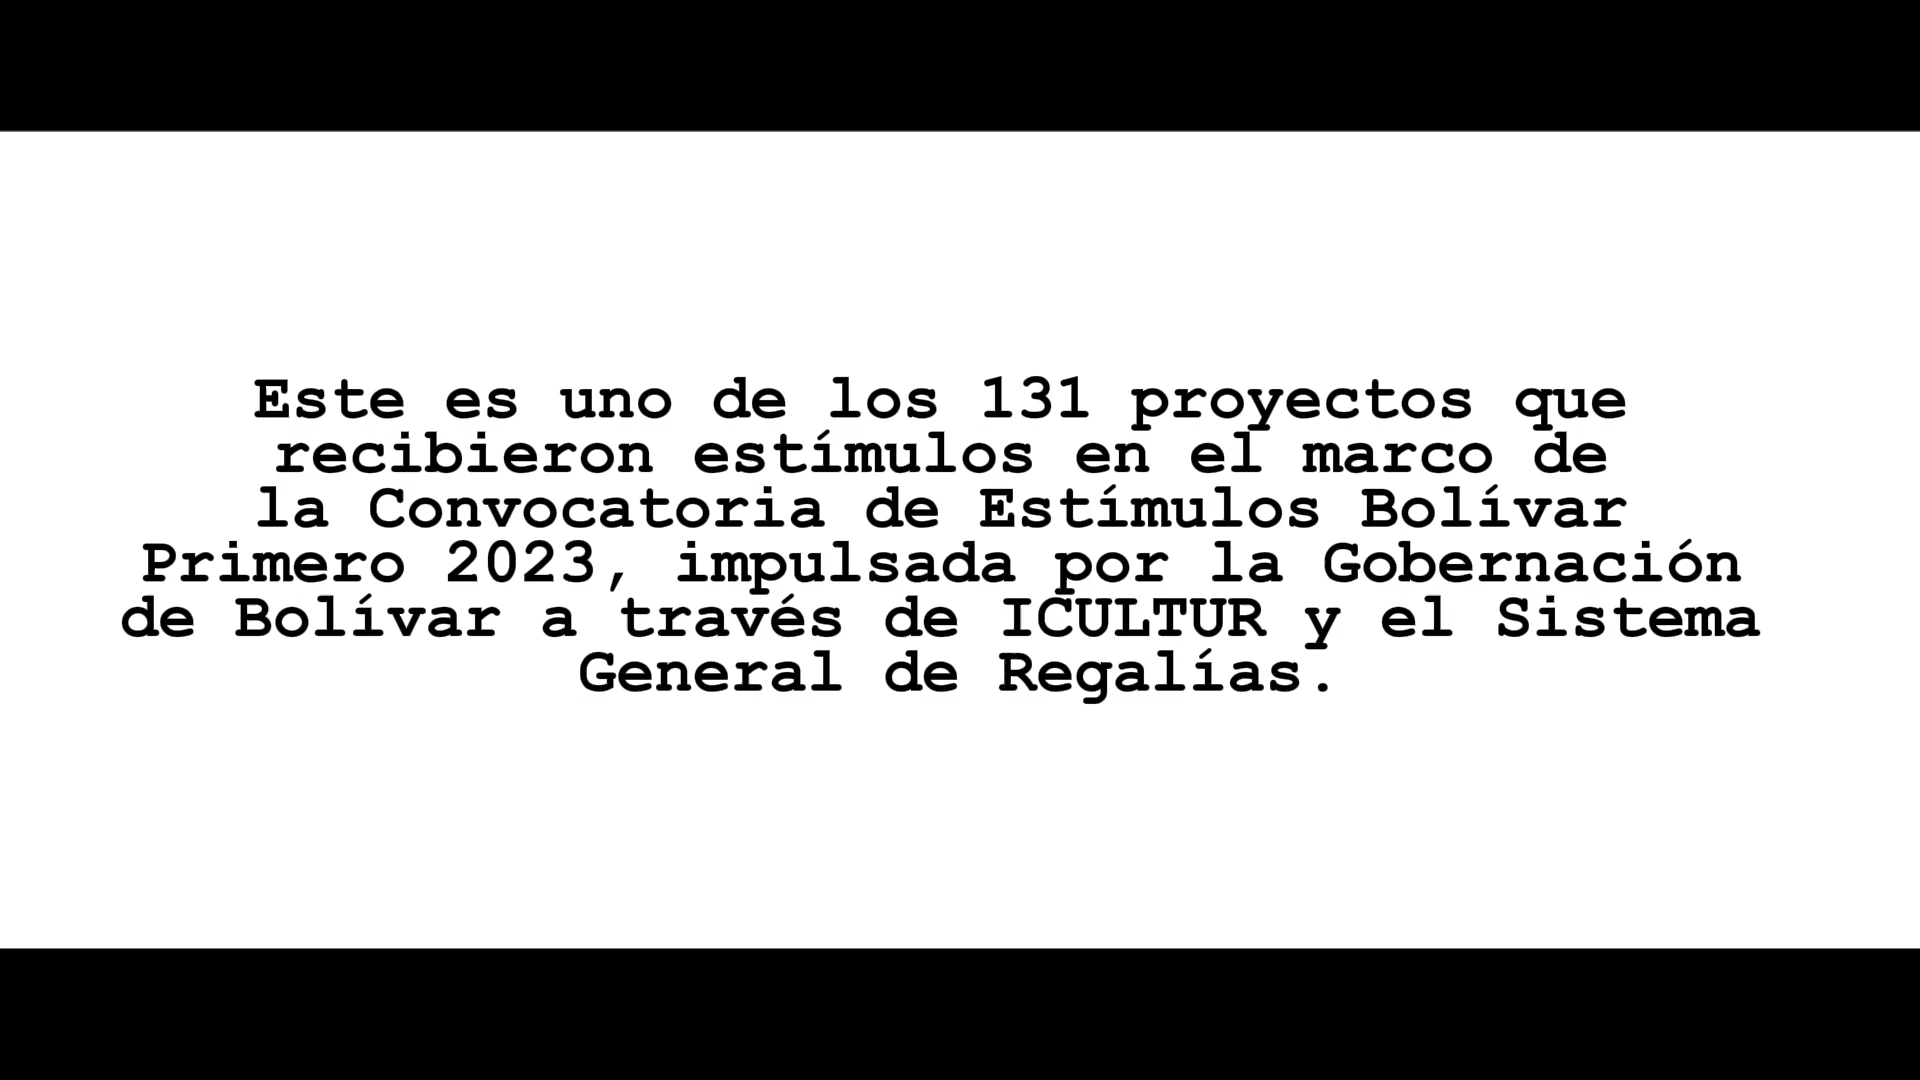 Este es uno de los 131 proyectos que
recibieron estímulos en el marco de
la Convocatoria de Estímulos Bolívar
Primero 2023, impulsada por la Gobernación
de Bolívar a través de ICULTUR y el Sistema
General de Regalías.